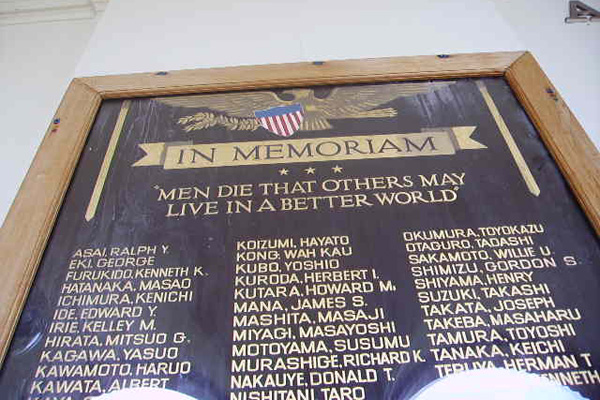 IN MEMORIAM
"MEN DIE THAT OTHERS MAY
LIVE IN A BETTER WORLD"
ASAI, RALPH Y.
EKI, GEORGE
FURUKIDO, KENNETH K.
HATANAKA, MASAO
ICHIMURA, KENICHI
IDE, EDWARD Y.
IRIE, KELLEY M.
HIRATA, MITSUO G.
KAGAWA, YASUO
KAWAMOTO, HARUO
KAWATA, ALBERT
KOIZUMI, HAYATO
KONG, WAH KAU
KUBO, YOSHIO
KURODA, HERBERT I.
KUTARA, HOWARD M.
MANA, JAMES S.
MASHITA, MASAJI
MIYAGI, MASAYOSHI
MOTOYAMA, SUSUMU
MURASHIGE, RICHARD K.
NAKAUYE, DONALD T.
NISHITANI, TARO
OKUMURA, TOYOKAZU
OTAGURO, TADASHI
SAKAMOTO, WILLIE U.
SHIMIZU, GORDON S.
SHIYAMA, HENRY
SUZUKI, TAKASHI
TAKATA, JOSEPH
TAKEBA, MASAHARU
TAMURA, TOYOSHI
TANAKA, KEICHI
TERUYA, HERMAN T
KENNETH